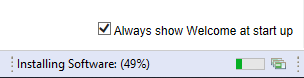 Always show Welcome at start up
Installing Software: (49%)